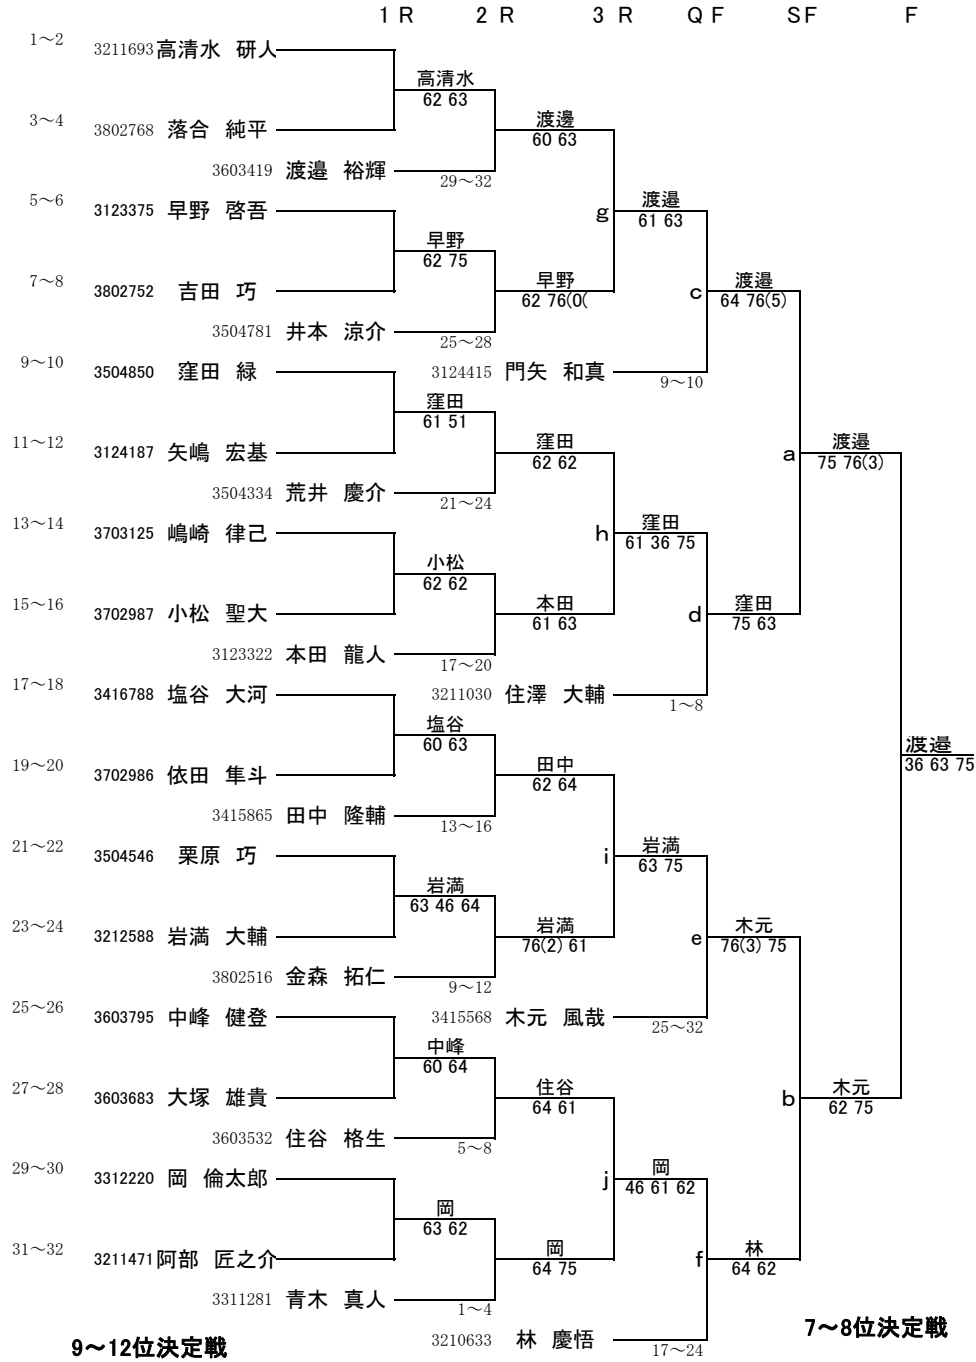 1 R 2 R 3 R Q F S F F
1～2
3211693 高清水 研人
高清水
62 63
3～4
3802768 落合 純平
渡邊
60 63
3603419 渡邉 裕輝
29～32
5～6
3123375 早野 啓吾
g
渡邉
61 63
早野
62 75
7～8
3802752 吉田 巧
早野
62 76(0(
c
渡邉
64 76(5)
3504781 井本 涼介
25～28
9～10
3504850 窪田 緑
3124415 門矢 和真
9～10
窪田
61 51
11～12
3124187 矢嶋 宏基
窪田
62 62
a
渡邉
75 76(3)
3504334 荒井 慶介
21～24
13～14
3703125 嶋崎 律己
h
窪田
61 36 75
小松
62 62
15～16
3702987 小松 聖大
本田
61 63
d
窪田
75 63
3123322 本田 龍人
17～20
17～18
3416788 塩谷 大河
3211030 住澤 大輔
1～8
塩谷
60 63
渡邉
36 63 75
19～20
3702986 依田 隼斗
田中
62 64
3415865 田中 隆輔
13～16
21～22
3504546 栗原 巧
i
岩満
63 75
岩満
63 46 64
23～24
3212588 岩満 大輔
岩満
76(2) 61
e
木元
76(3) 75
3802516 金森 拓仁
9～12
25～26
3603795 中峰 健登
3415568 木元 風哉
25～32
中峰
60 64
27～28
3603683 大塚 雄貴
住谷
64 61
b
木元
62 75
3603532 住谷 格生
5～8
29～30
3312220 岡 倫太郎
j
岡
46 61 62
岡
63 62
31～32
3211471 阿部 匠之介
岡
64 75
f
林
64 62
3311281 青木 真人
1～4
3210633 林 慶悟
17～24
7～8位決定戦
9～12位決定戦